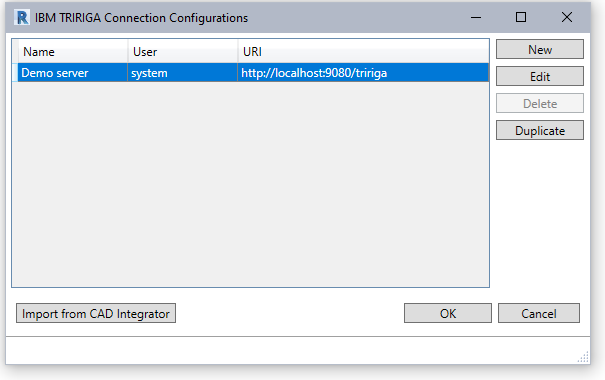 IBM TRIRIGA Connection Configurations
Name User URI
Demo server system http://localhost:9080/tririga
New
Edit
Delete
Duplicate
Import from CAD Integrator OK Cancel